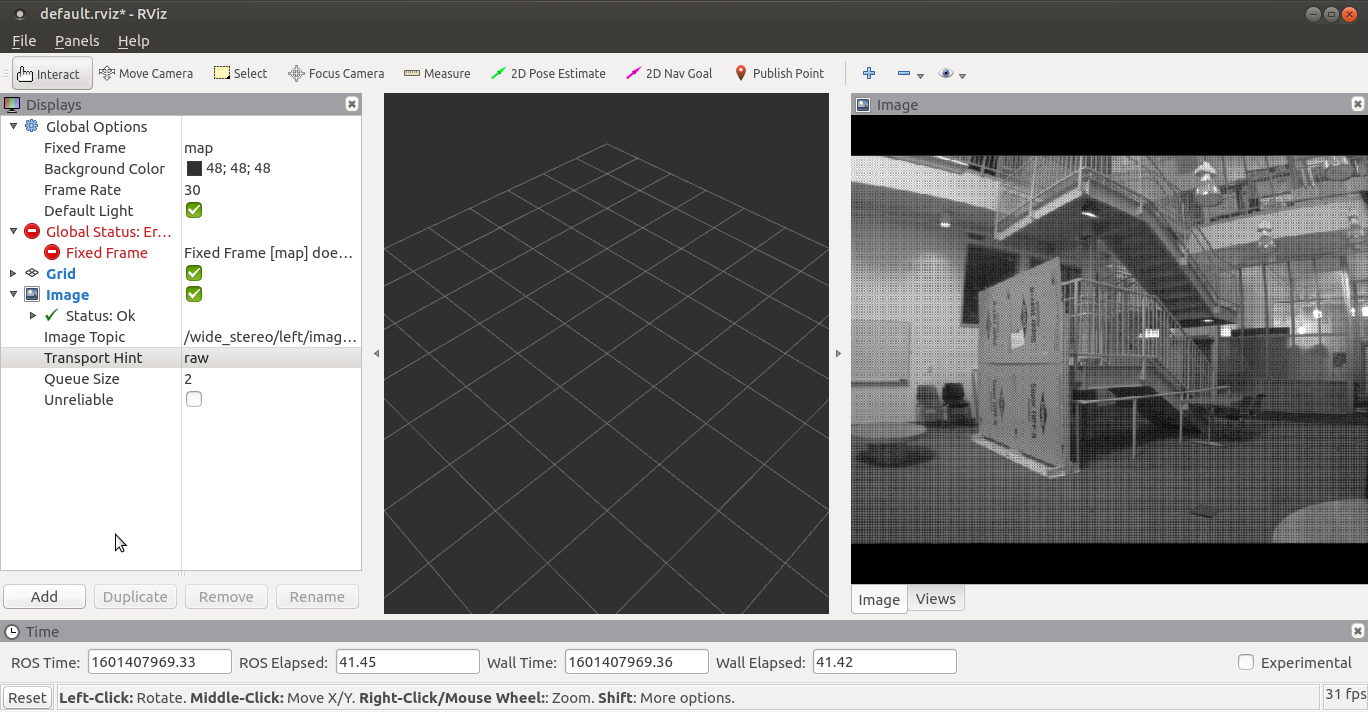 default.rviz* - RViz
File Panels Help
Interact Move Camera Select Focus Camera Measure 2D Pose Estimate 2D Nav Goal Publish Point
Displays
Global Options
Fixed Frame map
Background Color 48; 48; 48
Frame Rate 30
Default Light
Global Status: Er...
Fixed Frame Fixed Frame [map] doe...
Grid
Image
Status: Ok
Image Topic /wide_stereo/left/imag...
Transport Hint raw
Queue Size 2
Unreliable
Add Duplicate Remove Rename
Image
Image Views
Time
ROS Time: 1601407969.33 ROS Elapsed: 41.45 Wall Time: 1601407969.36 Wall Elapsed: 41.42 Experimental
Reset Left-Click: Rotate. Middle-Click: Move X/Y. Right-Click/Mouse Wheel:: Zoom. Shift: More options. 31 fps